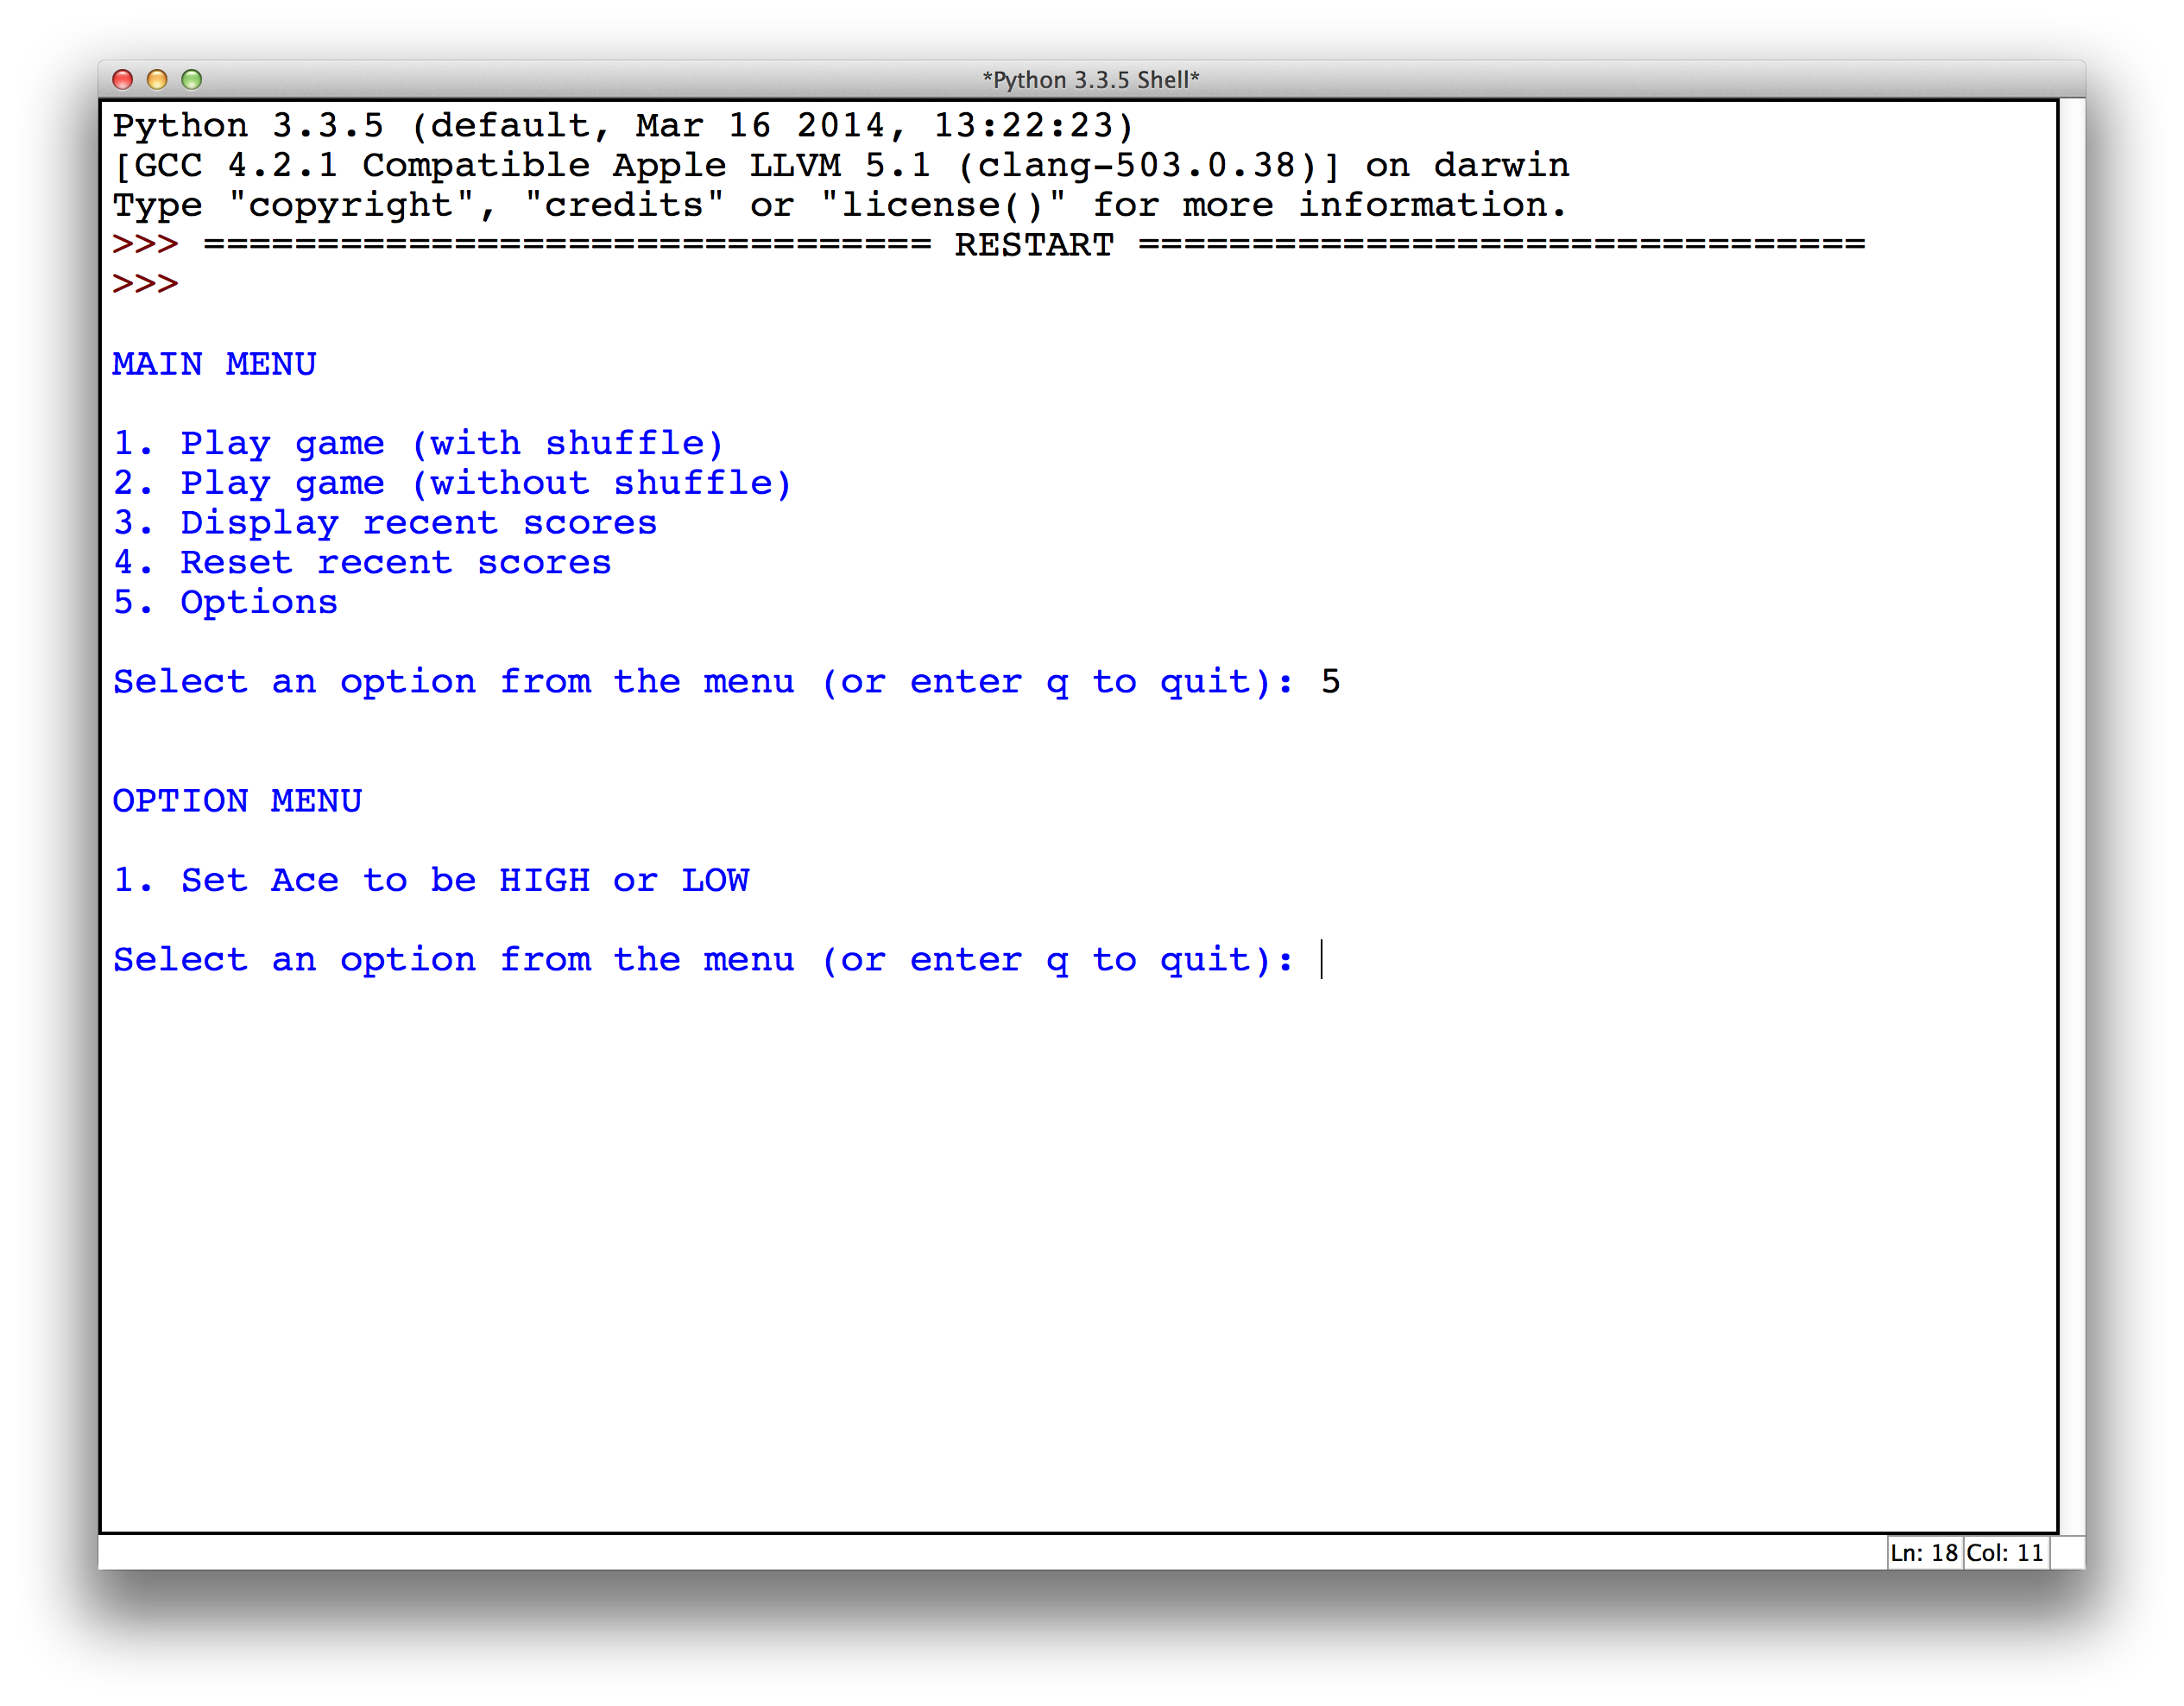 *Python 3.3.5 Shell*
Python 3.3.5 (default, Mar 16 2014, 13:22:23)
[GCC 4.2.1 Compatible Apple LLVM 5.1 (clang-503.0.38)] on darwin
Type "copyright", "credits" or "license()" for more information.
>>> ================================ RESTART ================================
>>>
MAIN MENU
1. Play game (with shuffle)
2. Play game (without shuffle)
3. Display recent scores
4. Reset recent scores
5. Options
Select an option from the menu (or enter q to quit): 5
OPTION MENU
1. Set Ace to be HIGH or LOW
Select an option from the menu (or enter q to quit):
Ln: 18 Col: 11